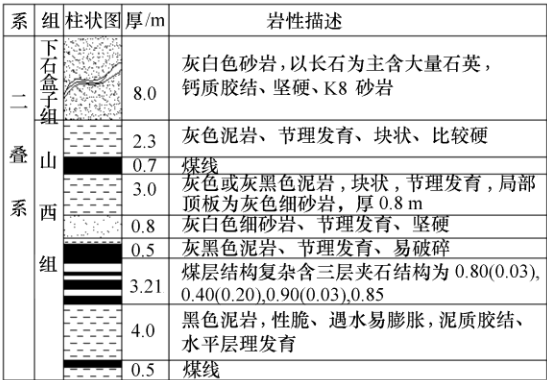 系 组 柱状图 厚/m 岩性描述
二叠系
下石盒子组
8.0 灰白色砂岩,以长石为主含大量石英,
钙质胶结、坚硬、K8 砂岩
山西组
2.3 灰色泥岩、节理发育、块状、比较硬
0.7 煤线
3.0 灰色或灰黑色泥岩,块状,节理发育,局部
顶板为灰色细砂岩,厚 0.8 m
0.8 灰白色细砂岩、节理发育、坚硬
0.5 灰黑色泥岩、节理发育、易破碎
3.21 煤层结构复杂含三层夹石结构为 0.80(0.03),
0.40(0.20),0.90(0.03),0.85
4.0 黑色泥岩,性脆、遇水易膨胀,泥质胶结、
水平层理发育
0.5 煤线